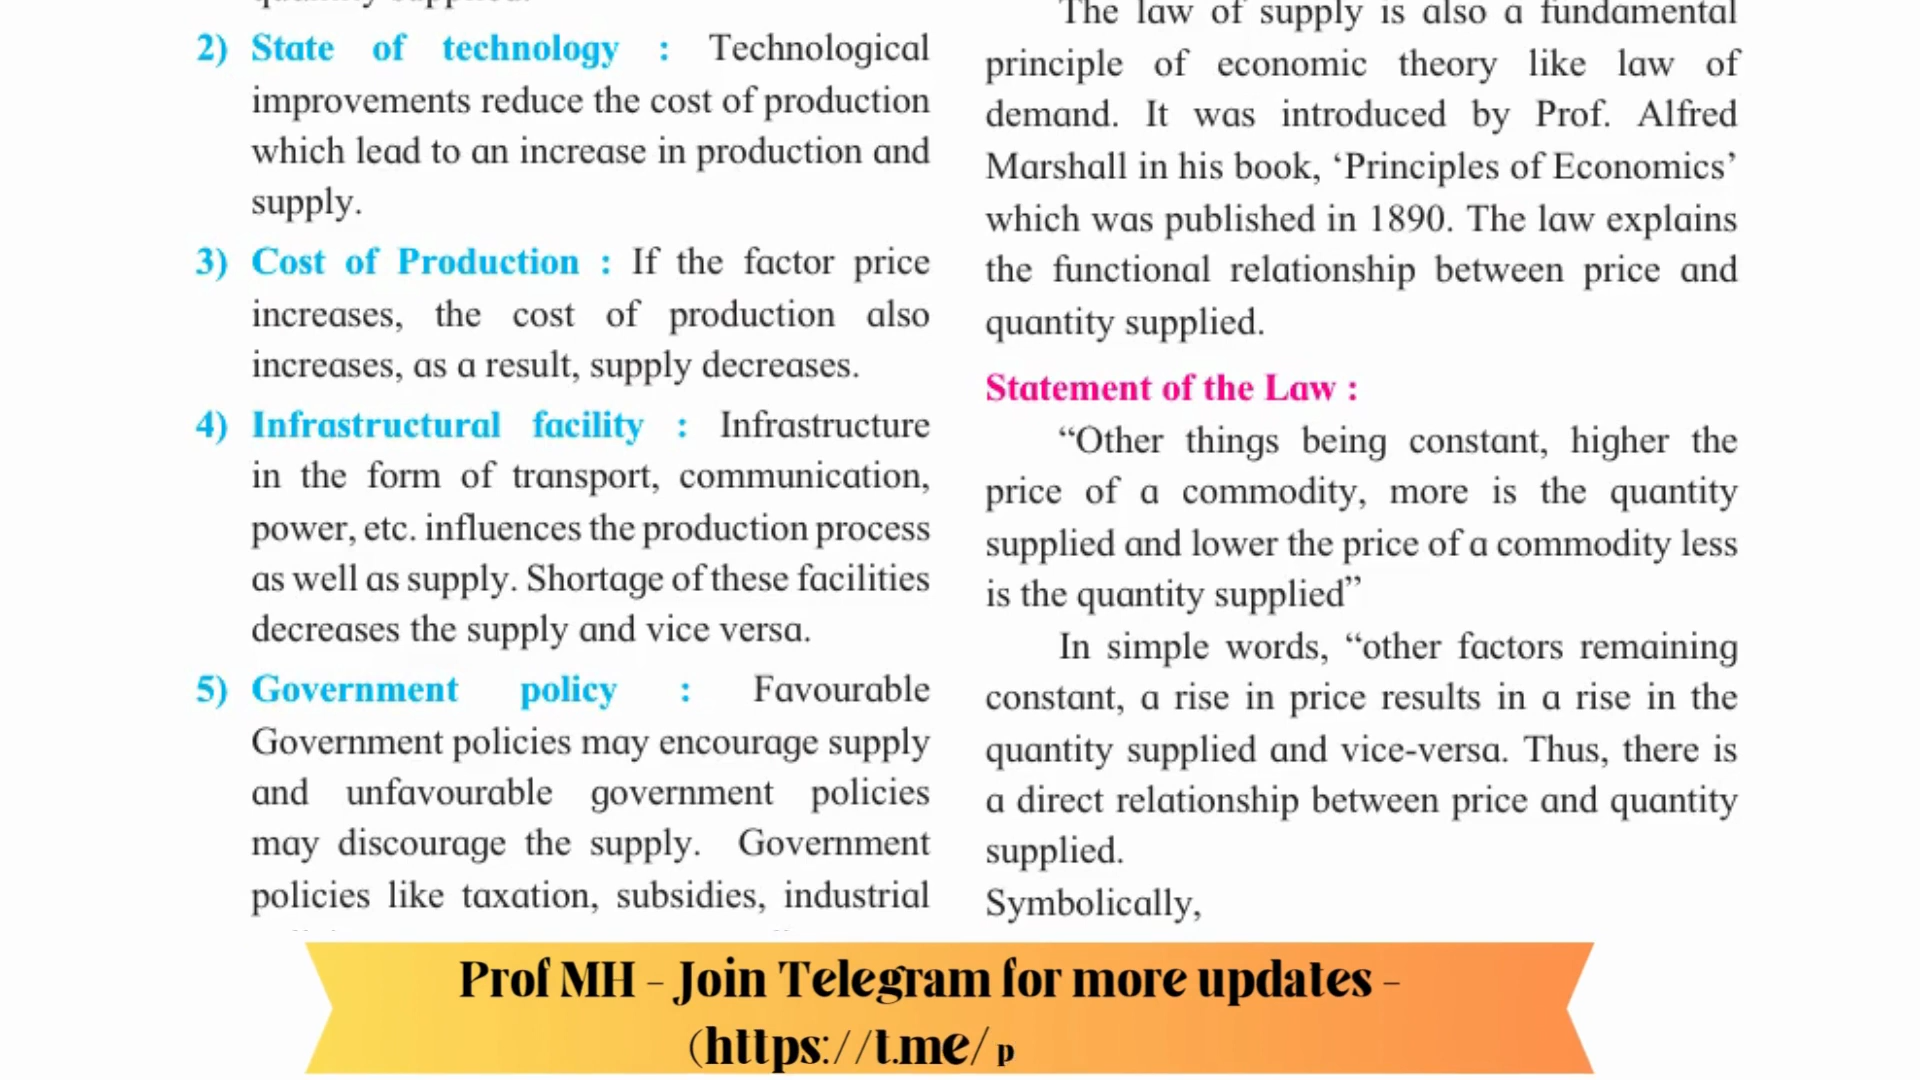 quantity supplied.
2) State of technology : Technological
improvements reduce the cost of production
which lead to an increase in production and
supply.
3) Cost of Production : If the factor price
increases, the cost of production also
increases, as a result, supply decreases.
4) Infrastructural facility : Infrastructure
in the form of transport, communication,
power, etc. influences the production process
as well as supply. Shortage of these facilities
decreases the supply and vice versa.
5) Government policy : Favourable
Government policies may encourage supply
and unfavourable government policies
may discourage the supply. Government
policies like taxation, subsidies, industrial
The law of supply is also a fundamental
principle of economic theory like law of
demand. It was introduced by Prof. Alfred
Marshall in his book, ‘Principles of Economics’
which was published in 1890. The law explains
the functional relationship between price and
quantity supplied.
Statement of the Law :
“Other things being constant, higher the
price of a commodity, more is the quantity
supplied and lower the price of a commodity less
is the quantity supplied”
In simple words, “other factors remaining
constant, a rise in price results in a rise in the
quantity supplied and vice-versa. Thus, there is
a direct relationship between price and quantity
supplied.
Symbolically,
Prof MH - Join Telegram for more updates -
(https://t.me/ p